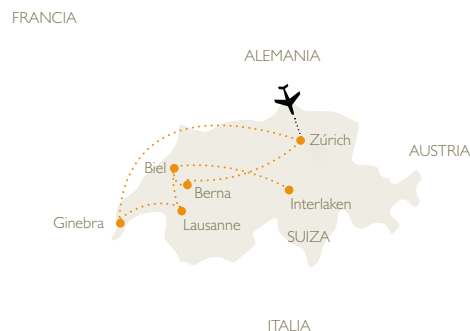 FRANCIA
ALEMANIA
Zúrich
AUSTRIA
Biel
Berna
Interlaken
Ginebra
Lausanne
SUIZA
ITALIA